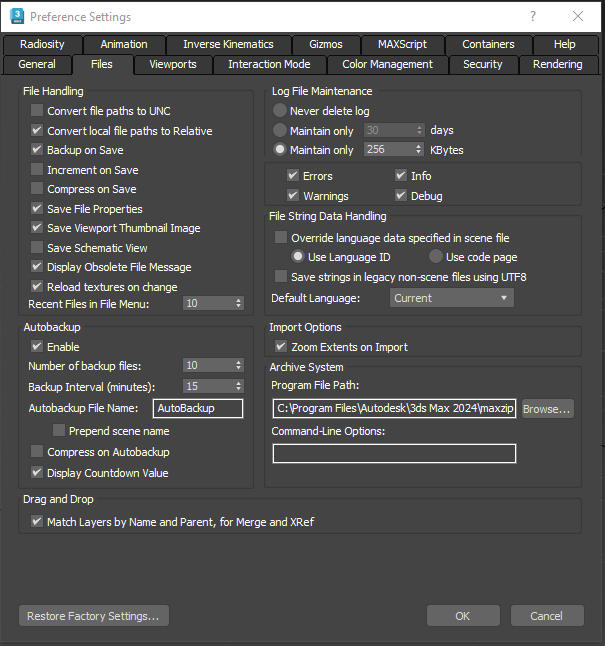 3
Preference Settings
?
Radiosity Animation Inverse Kinematics Gizmos MAXScript Containers Help
General Files Viewports Interaction Mode Color Management Security Rendering
File Handling
Convert file paths to UNC
Convert local file paths to Relative
Backup on Save
Increment on Save
Compress on Save
Save File Properties
Save Viewport Thumbnail Image
Save Schematic View
Display Obsolete File Message
Reload textures on change
Recent Files in File Menu: 10
Autobackup
Enable
Number of backup files: 10
Backup Interval (minutes): 15
Autobackup File Name: AutoBackup
Prepend scene name
Compress on Autobackup
Display Countdown Value
Log File Maintenance
Never delete log
Maintain only 30 days
Maintain only 256 KBytes
Errors Info
Warnings Debug
File String Data Handling
Override language data specified in scene file
Use Language ID Use code page
Save strings in legacy non-scene files using UTF8
Default Language: Current
Import Options
Zoom Extents on Import
Archive System
Program File Path:
C:\Program Files\Autodesk\3ds Max 2024\maxzip Browse...
Command-Line Options:
Drag and Drop
Match Layers by Name and Parent, for Merge and XRef
Restore Factory Settings... OK Cancel